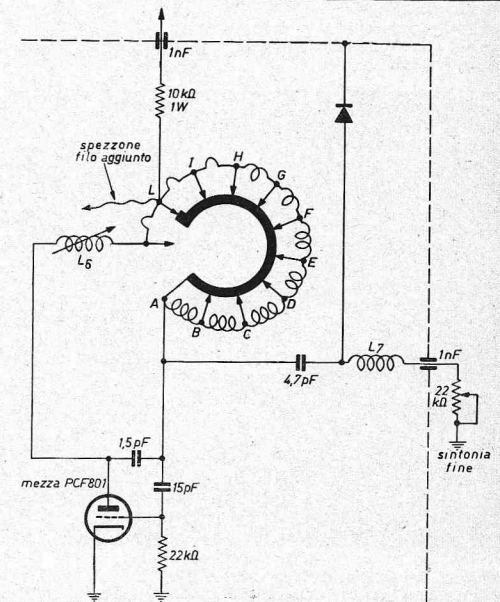 1nF
10kΩ
1W
spezzone
filo aggiunto
I
H
G
L
F
L6
E
A
D
B
C
L7
1nF
4,7pF
22
kΩ
1,5pF
sintonia
fine
mezza PCF801
15pF
22kΩ